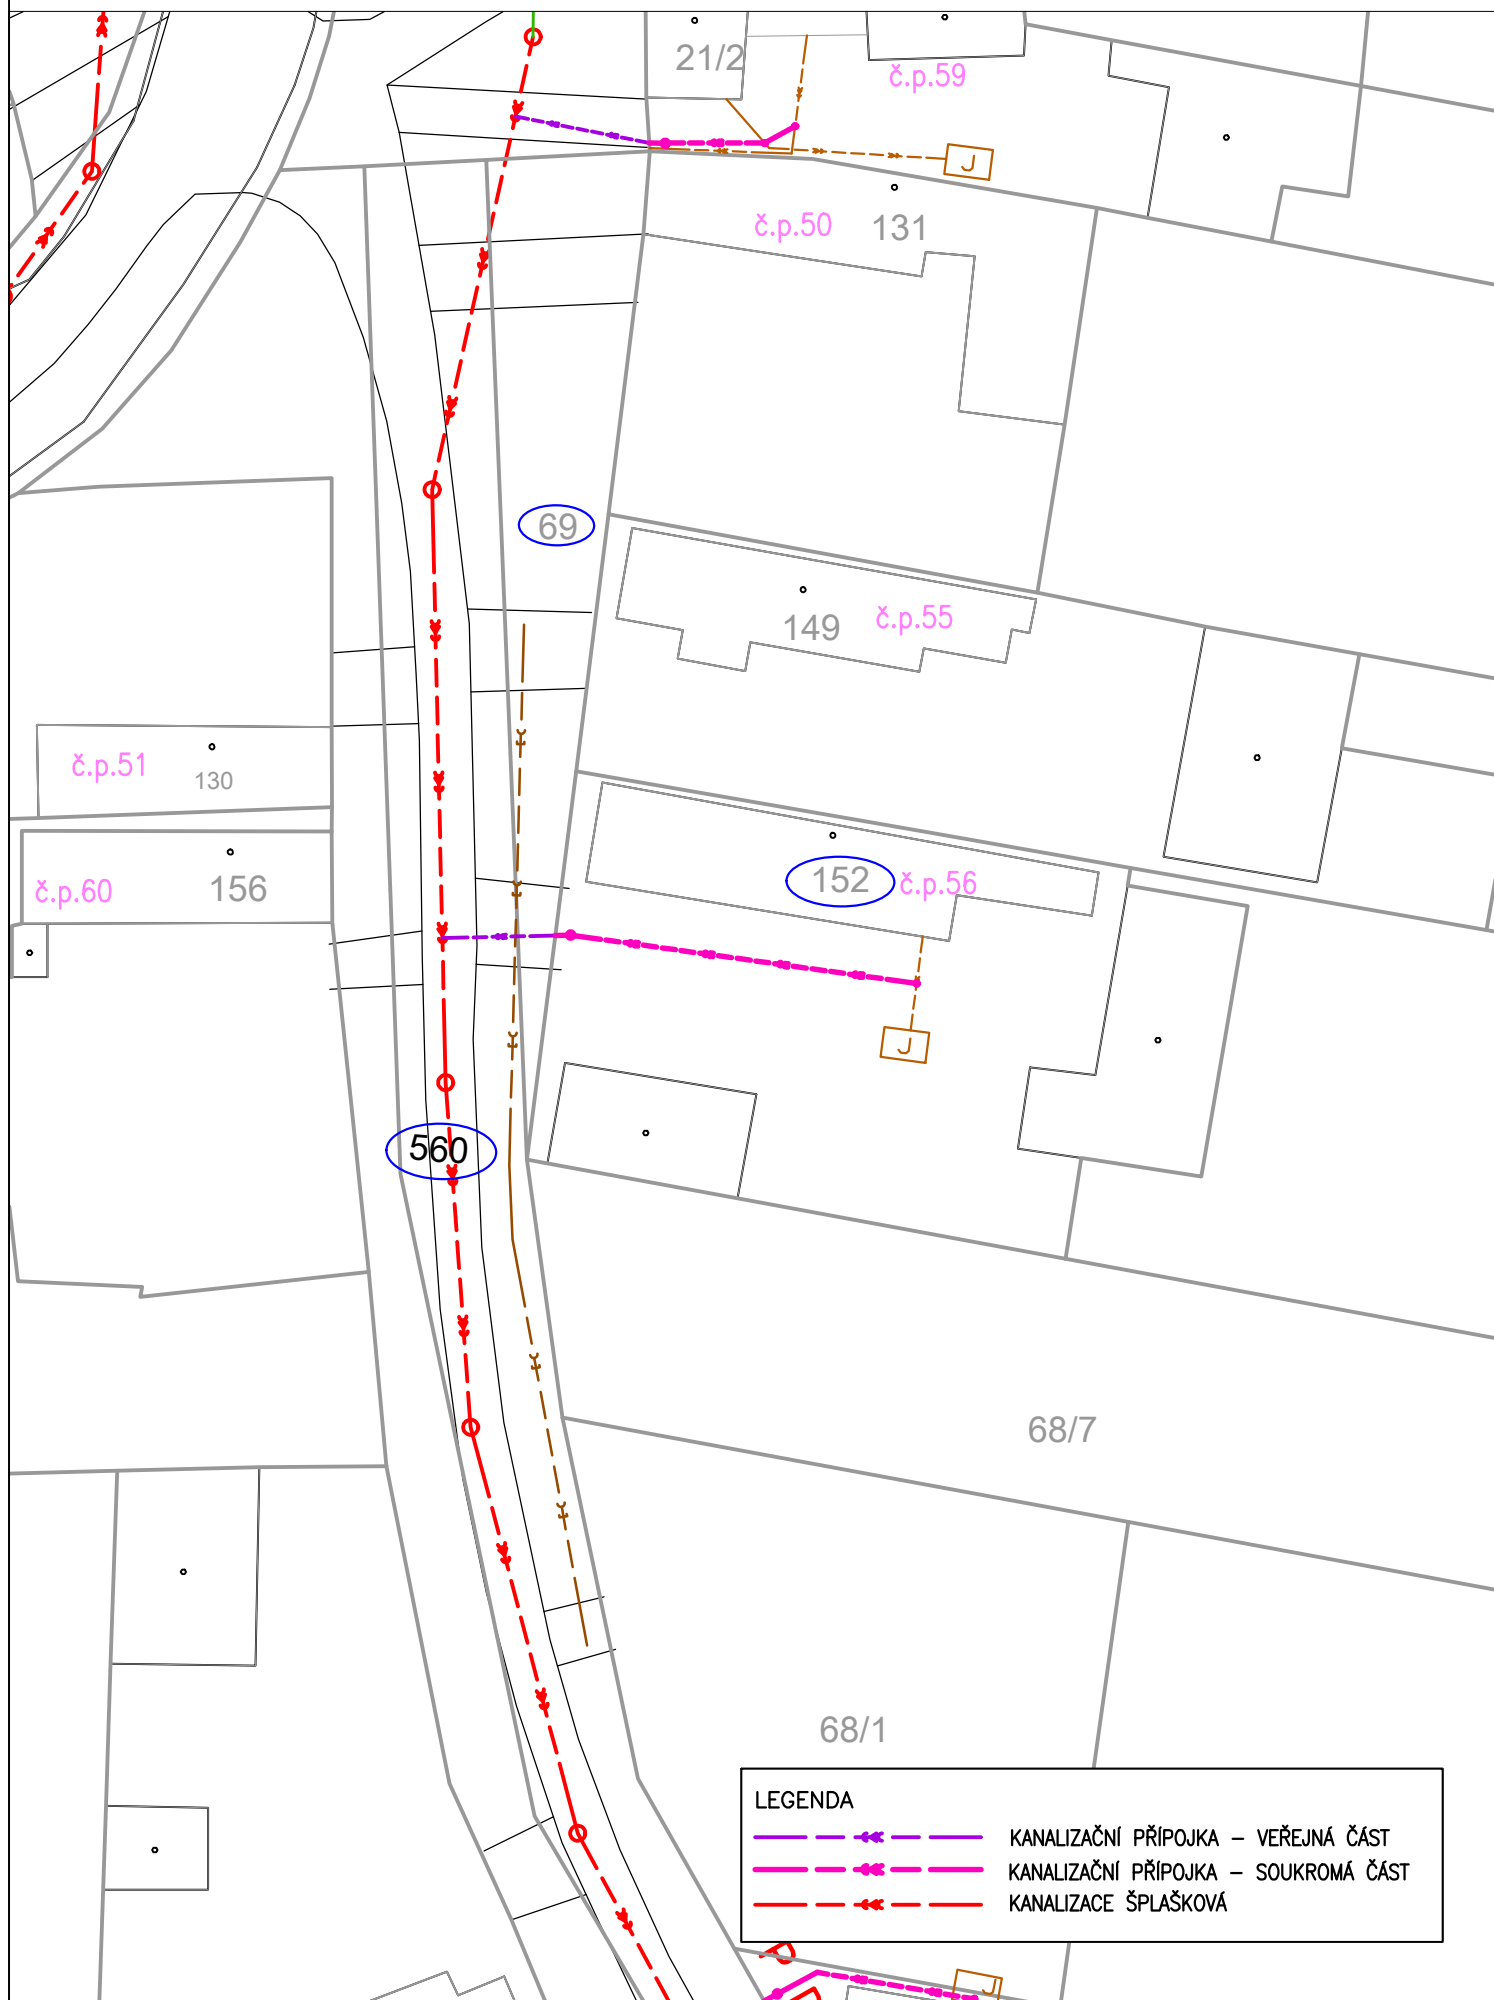 21/2
č.p.59
J
č.p.50 131
69
149 č.p.55
č.p.51
130
152 č.p.56
č.p.60 156
J
560
68/7
68/1
LEGENDA
KANALIZAČNÍ PŘÍPOJKA – VEŘEJNÁ ČÁST
KANALIZAČNÍ PŘÍPOJKA – SOUKROMÁ ČÁST
KANALIZACE ŠPLAŠKOVÁ
J